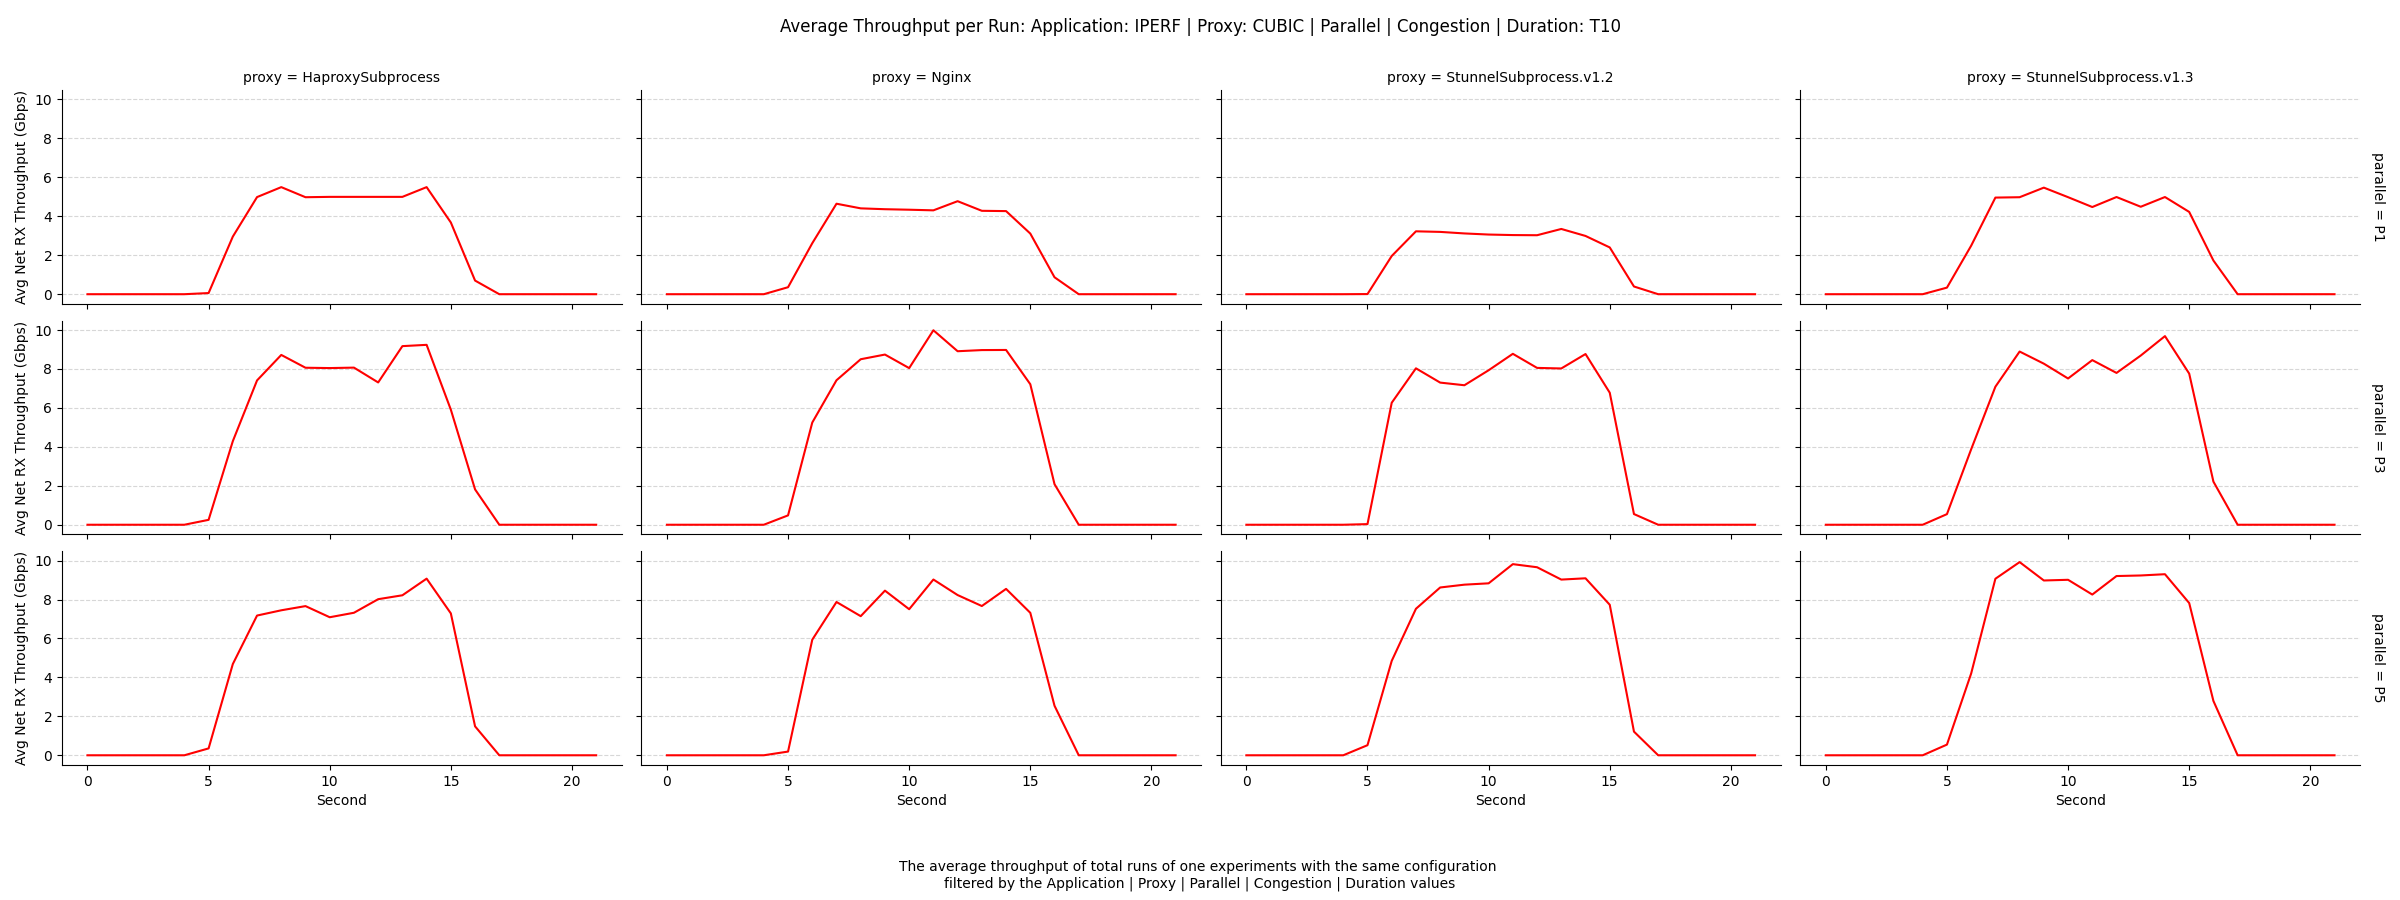 Average Throughput per Run: Application: IPERF | Proxy: CUBIC | Parallel | Congestion | Duration: T10
proxy = HaproxySubprocess
proxy = Nginx
proxy = StunnelSubprocess.v1.2
proxy = StunnelSubprocess.v1.3
Avg Net RX Throughput (Gbps)
10
8
6
4
2
0
parallel = P1
Avg Net RX Throughput (Gbps)
10
8
6
4
2
0
parallel = P3
Avg Net RX Throughput (Gbps)
10
8
6
4
2
0
parallel = P5
0 5 10 15 20
0 5 10 15 20
0 5 10 15 20
0 5 10 15 20
Second
Second
Second
Second
The average throughput of total runs of one experiments with the same configuration
filtered by the Application | Proxy | Parallel | Congestion | Duration values